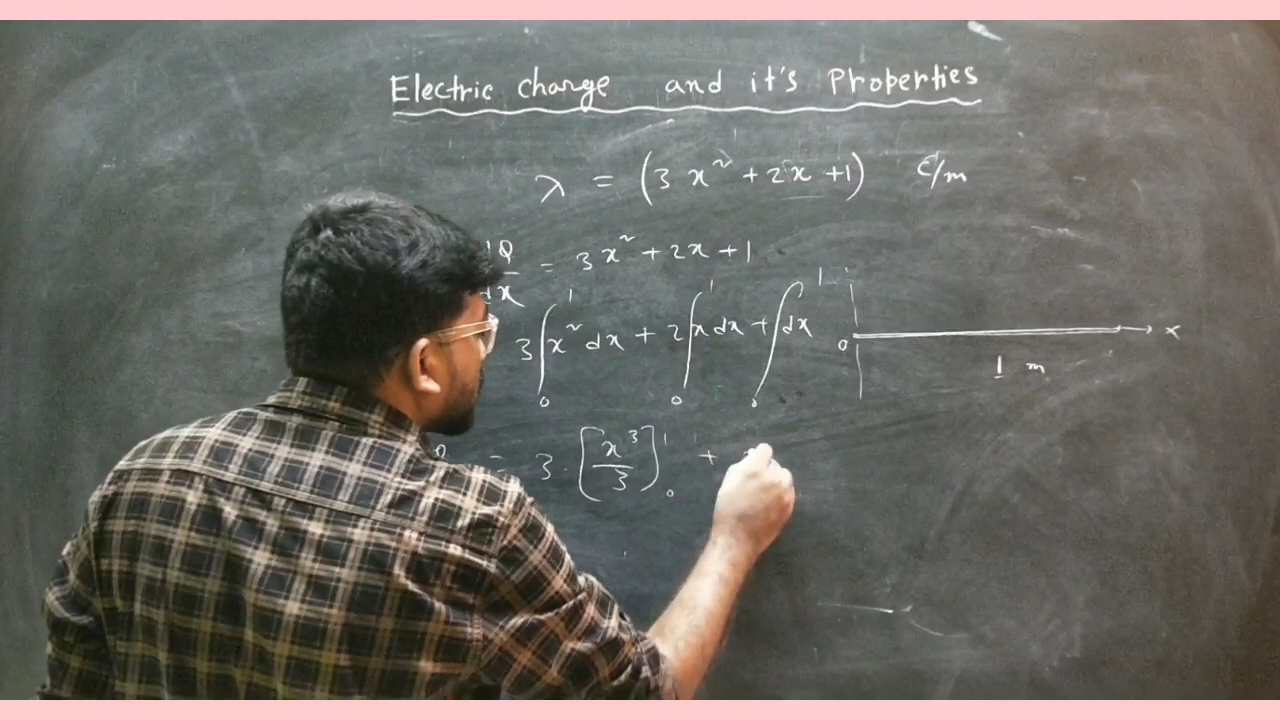 Electric charge and it's Properties
λ = (3x² + 2x + 1) C/m
dQ/dx = 3x² + 2x + 1
3∫₀¹ x² dx + 2∫₀¹ x dx + ∫₀¹ dx
0 x
1 m
Q = 3·[x³/3]₀¹ +